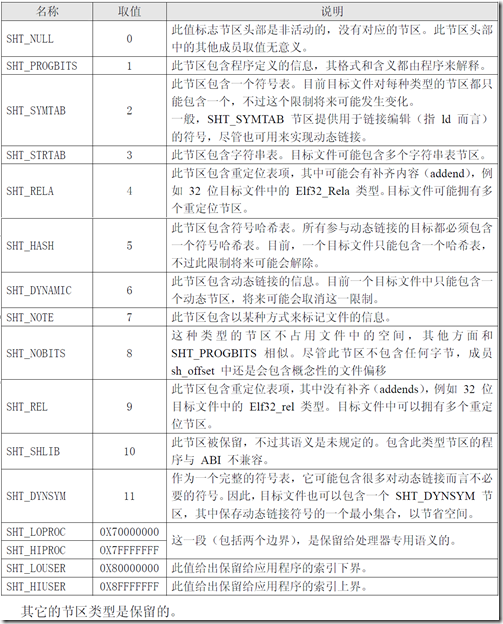 名称 取值 说明
SHT_NULL 0 此值标志节区头部是非活动的，没有对应的节区。此节区头
部中的其他成员取值无意义。
SHT_PROGBITS 1 此节区包含程序定义的信息，其格式和含义都由程序来解释。
SHT_SYMTAB 2 此节区包含一个符号表。目前目标文件对每种类型的节区都只
能包含一个，不过这个限制将来可能发生变化。
一般，SHT_SYMTAB 节区提供用于链接编辑（指 ld 而言）
的符号，尽管也可用来实现动态链接。
SHT_STRTAB 3 此节区包含字符串表。目标文件可能包含多个字符串表节区。
SHT_RELA 4 此节区包含重定位表项，其中可能会有补齐内容（addend），例
如 32 位目标文件中的 Elf32_Rela 类型。目标文件可能拥有多
个重定位节区。
SHT_HASH 5 此节区包含符号哈希表。所有参与动态链接的目标都必须包含
一个符号哈希表。目前，一个目标文件只能包含一个哈希表，
不过此限制将来可能会解除。
SHT_DYNAMIC 6 此节区包含动态链接的信息。目前一个目标文件中只能包含一
个动态节区，将来可能会取消这一限制。
SHT_NOTE 7 此节区包含以某种方式来标记文件的信息。
SHT_NOBITS 8 这种类型的节区不占用文件中的空间，其他方面和
SHT_PROGBITS 相似。尽管此节区不包含任何字节，成员
sh_offset 中还是会包含概念性的文件偏移
SHT_REL 9 此节区包含重定位表项，其中没有补齐（addends），例如 32 位
目标文件中的 Elf32_rel 类型。目标文件中可以拥有多个重定
位节区。
SHT_SHLIB 10 此节区被保留，不过其语义是未规定的。包含此类型节区的程
序与 ABI 不兼容。
SHT_DYNSYM 11 作为一个完整的符号表，它可能包含很多对动态链接而言不必
要的符号。因此，目标文件也可以包含一个 SHT_DYNSYM 节
区，其中保存动态链接符号的一个最小集合，以节省空间。
SHT_LOPROC 0X70000000 这一段（包括两个边界），是保留给处理器专用语义的。
SHT_HIPROC 0X7FFFFFFF
SHT_LOUSER 0X80000000 此值给出保留给应用程序的索引下界。
SHT_HIUSER 0X8FFFFFFF 此值给出保留给应用程序的索引上界。
其它的节区类型是保留的。